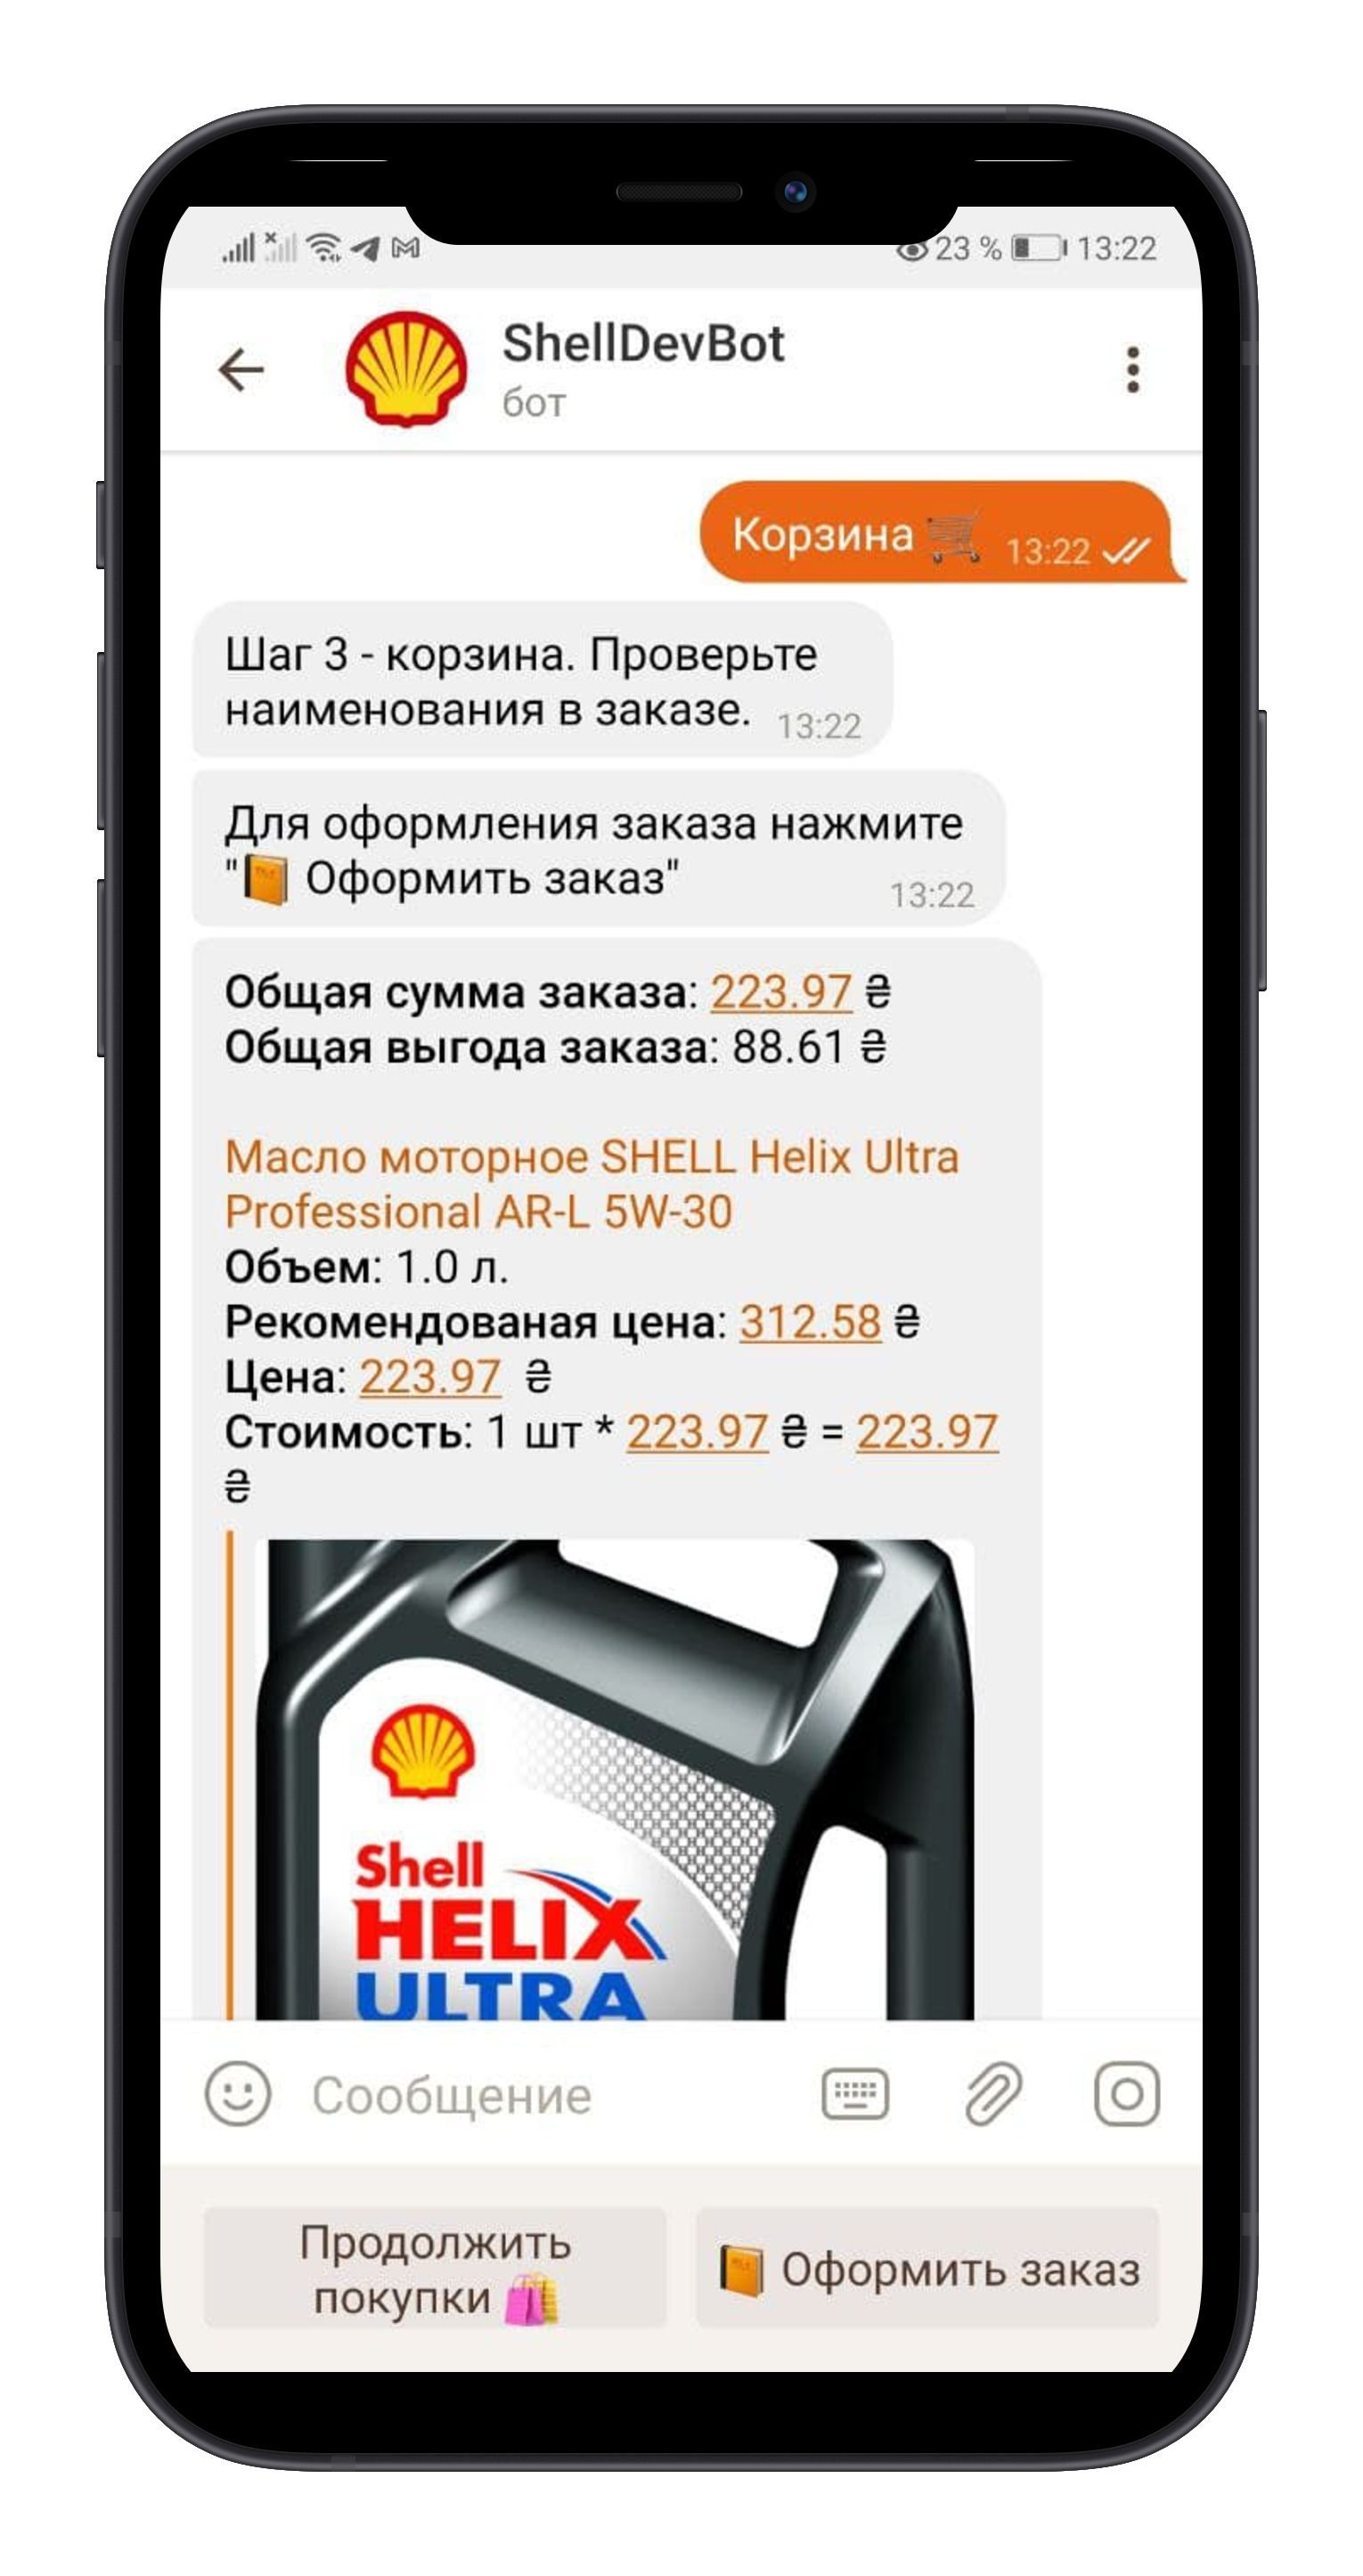 23 % 13:22
ShellDevBot
бот
Корзина 🛒 13:22
Шаг 3 - корзина. Проверьте
наименования в заказе. 13:22
Для оформления заказа нажмите
"📙 Оформить заказ" 13:22
Общая сумма заказа: 223.97 ₴
Общая выгода заказа: 88.61 ₴
Масло моторное SHELL Helix Ultra
Professional AR-L 5W-30
Объем: 1.0 л.
Рекомендованая цена: 312.58 ₴
Цена: 223.97 ₴
Стоимость: 1 шт * 223.97 ₴ = 223.97
₴
Shell
HELIX
ULTRA
Сообщение
Продолжить
покупки 🛍️
📙 Оформить заказ